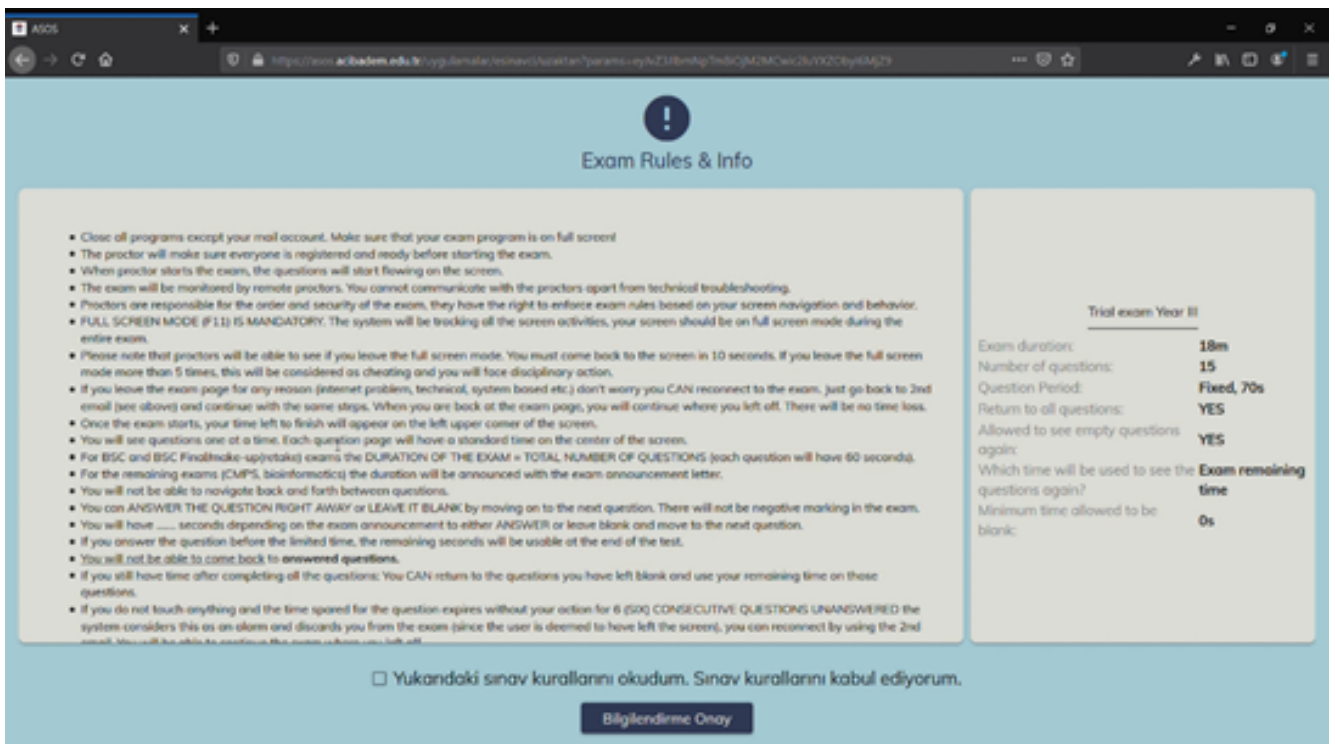 ASOS
acibadem.edu.tr
Exam Rules & Info
• Close all programs except your mail account. Make sure that your exam program is on full screen!
• The proctor will make sure everyone is registered and ready before starting the exam.
• When proctor starts the exam, the questions will start flowing on the screen.
• The exam will be monitored by remote proctors. You cannot communicate with the proctors apart from technical troubleshooting.
• Proctors are responsible for the order and security of the exam, they have the right to enforce exam rules based on your screen navigation and behavior.
• FULL SCREEN MODE (F11) IS MANDATORY. The system will be tracking all the screen activities, your screen should be on full screen mode during the
entire exam.
• Please note that proctors will be able to see if you leave the full screen mode. You must come back to the screen in 10 seconds. If you leave the full screen
mode more than 5 times, this will be considered as cheating and you will face disciplinary action.
• If you leave the exam page for any reason (internet problem, technical, system based etc.) don't worry you CAN reconnect to the exam. Just go back to 2nd
email (see above) and continue with the same steps. When you are back at the exam page, you will continue where you left off. There will be no time loss.
• Once the exam starts, your time left to finish will appear on the left upper corner of the screen.
• You will see questions one at a time. Each question page will have a standard time on the center of the screen.
• For BSC and BSC Final/make-up(retake) exams the DURATION OF THE EXAM = TOTAL NUMBER OF QUESTIONS (each question will have 60 seconds).
• For the remaining exams (CMPS, bioinformatics) the duration will be announced with the exam announcement letter.
• You will not be able to navigate back and forth between questions.
• You can ANSWER THE QUESTION RIGHT AWAY or LEAVE IT BLANK by moving on to the next question. There will not be negative marking in the exam.
• You will have ____ seconds depending on the exam announcement to either ANSWER or leave blank and move to the next question.
• If you answer the question before the limited time, the remaining seconds will be usable at the end of the test.
• You will not be able to come back to answered questions.
• If you still have time after completing all the questions: You CAN return to the questions you have left blank and use your remaining time on those
questions.
• If you do not touch anything and the time spared for the question expires without your action for 6 (SIX) CONSECUTIVE QUESTIONS UNANSWERED the
system considers this as an alarm and discards you from the exam (since the user is deemed to have left the screen), you can reconnect by using the 2nd
email. You will be able to continue the exam where you left off.
Trial exam Year III
Exam duration: 18m
Number of questions: 15
Question Period: Fixed, 70s
Return to all questions: YES
Allowed to see empty questions
again: YES
Which time will be used to see the Exam remaining
questions again? time
Minimum time allowed to be
blank: 0s
Yukarıdaki sınav kurallarını okudum. Sınav kurallarını kabul ediyorum.
Bilgilendirme Onay